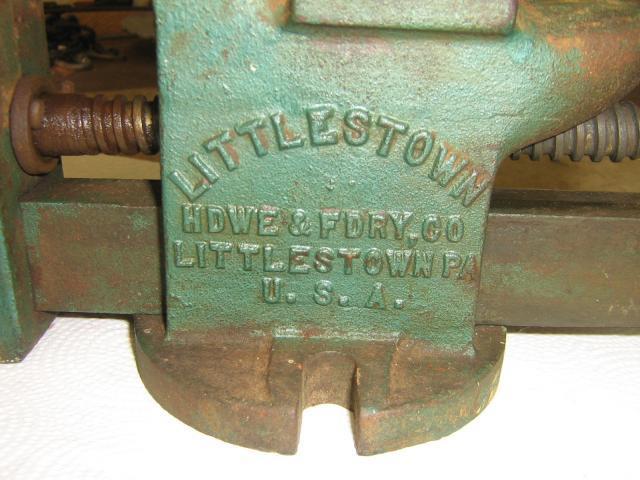 LITTLESTOWN
HDWE & FDRY, CO
LITTLESTOWN PA
U. S. A.